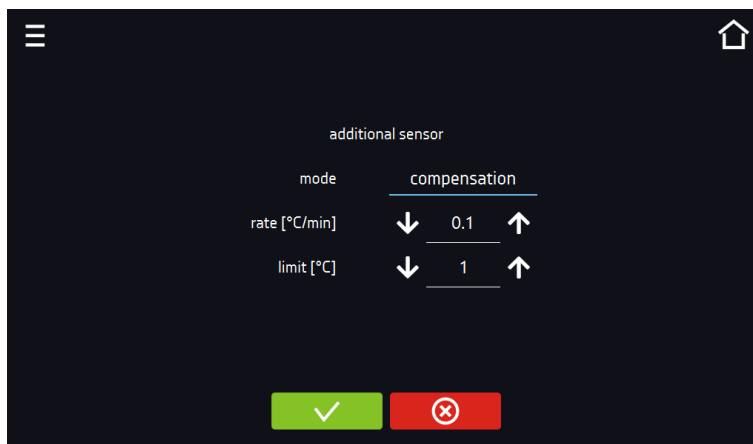 additional sensor
mode compensation
rate [°C/min] 0.1
limit [°C] 1